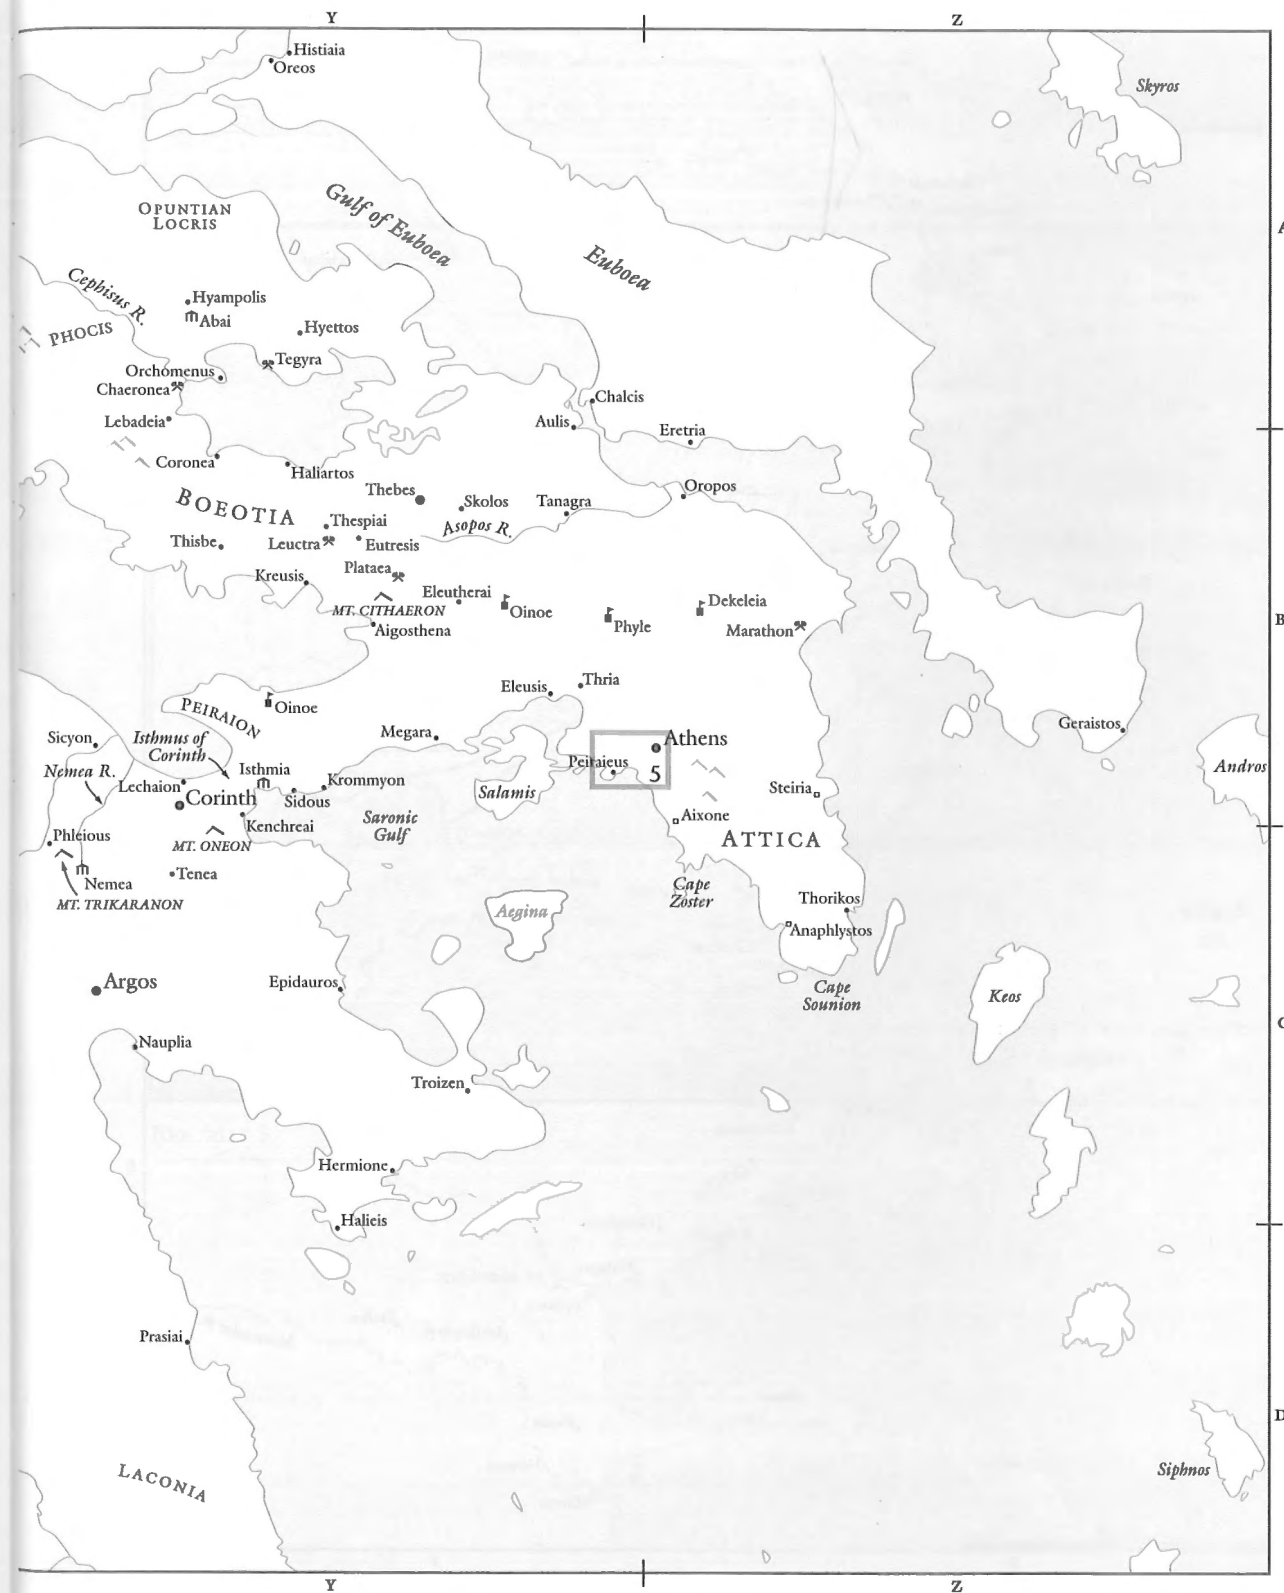 Y
Z
Histiaia
Oreos
Skyros
OPUNTIAN
LOCRIS
Gulf of Euboea
A
Euboea
Cephisus R.
Hyampolis
Abai
PHOCIS
Hyettos
Tegyra
Orchomenus
Chaeronea
Chalcis
Lebadeia
Aulis
Eretria
Coronea
Haliartos
Thebes
Oropos
BOEOTIA
Skolos
Tanagra
Thespiai
Asopos R.
Thisbe
Leuctra
Eutresis
Plataea
Kreusis
Eleutherai
MT. CITHAERON
Oinoe
Dekeleia
Aigosthena
Phyle
Marathon
B
Eleusis
Thria
PEIRAION
Oinoe
Sicyon
Isthmus of
Corinth
Megara
Athens
Geraistos
Nemea R.
Isthmia
Peiraieus
5
Andros
Lechaion
Krommyon
Corinth
Sidous
Salamis
Steiria
Kenchreai
Saronic
Gulf
Aixone
Phleious
MT. ONEON
ATTICA
Nemea
Tenea
MT. TRIKARANON
Cape
Zoster
Aegina
Thorikos
Anaphlystos
Argos
Epidauros
Cape
Sounion
Keos
C
Nauplia
Troizen
Hermione
Halieis
Prasiai
D
LACONIA
Siphnos
Y
Z